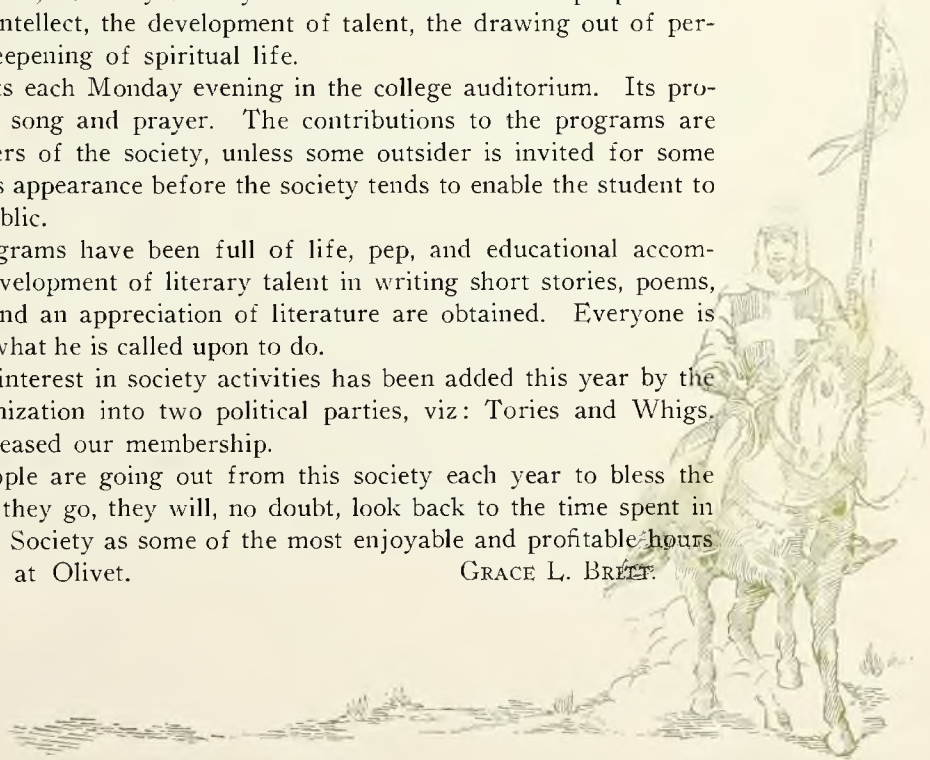 ntellect, the development of talent, the drawing out of per-
eepening of spiritual life.
ts each Monday evening in the college auditorium. Its pro-
song and prayer. The contributions to the programs are
ers of the society, unless some outsider is invited for some
s appearance before the society tends to enable the student to
blic.
grams have been full of life, pep, and educational accom-
velopment of literary talent in writing short stories, poems,
nd an appreciation of literature are obtained. Everyone is
what he is called upon to do.
interest in society activities has been added this year by the
nization into two political parties, viz: Tories and Whigs.
eased our membership.
ople are going out from this society each year to bless the
they go, they will, no doubt, look back to the time spent in
Society as some of the most enjoyable and profitable hours
at Olivet. GRACE L. BRITT.